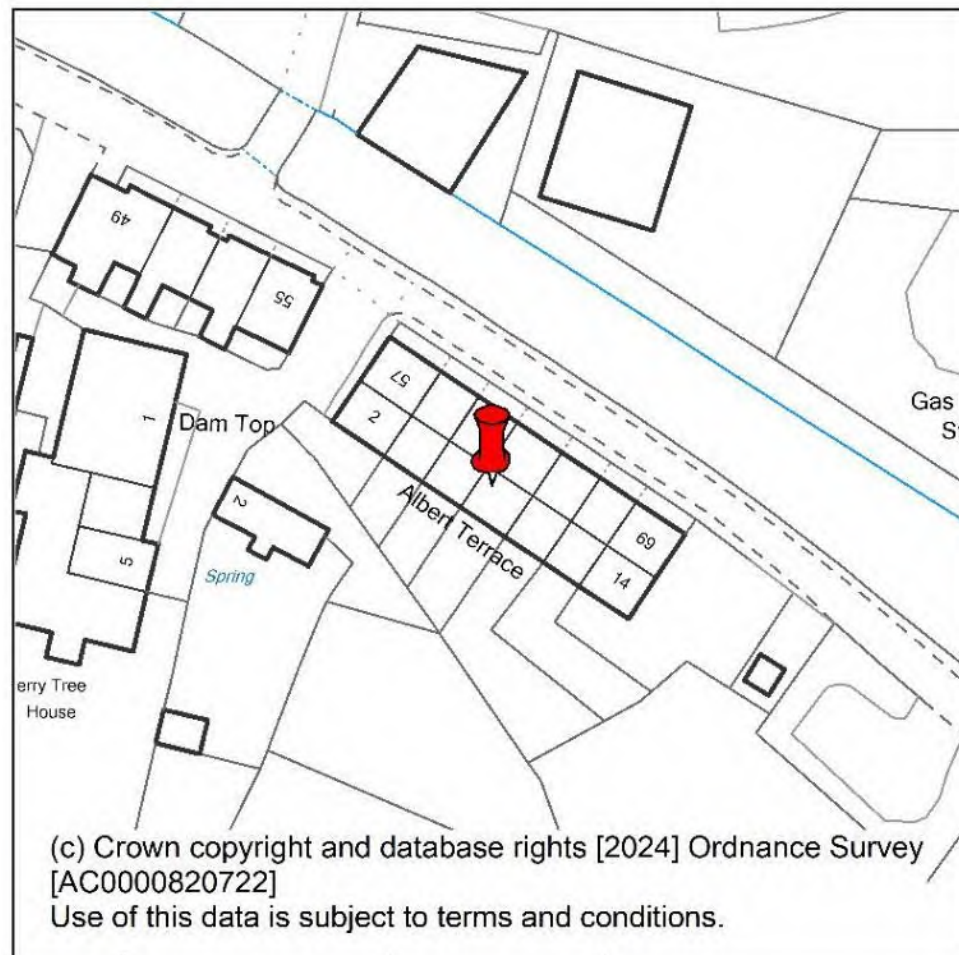 49
55
57
2
1
Dam Top
Gas
2
Albert Terrace
69
14
5
Spring
erry Tree
House
(c) Crown copyright and database rights [2024] Ordnance Survey
[AC0000820722]
Use of this data is subject to terms and conditions.